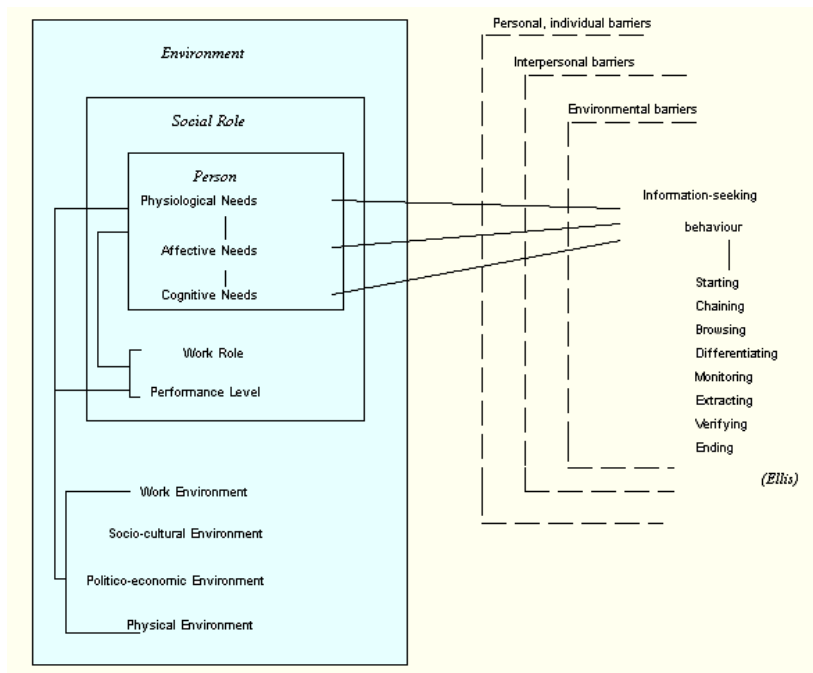 Environment
Social Role
Person
Physiological Needs
Affective Needs
Cognitive Needs
Work Role
Performance Level
Work Environment
Socio-cultural Environment
Politico-economic Environment
Physical Environment
Personal, individual barriers
Interpersonal barriers
Environmental barriers
Information-seeking
behaviour
Starting
Chaining
Browsing
Differentiating
Monitoring
Extracting
Verifying
Ending
(Ellis)